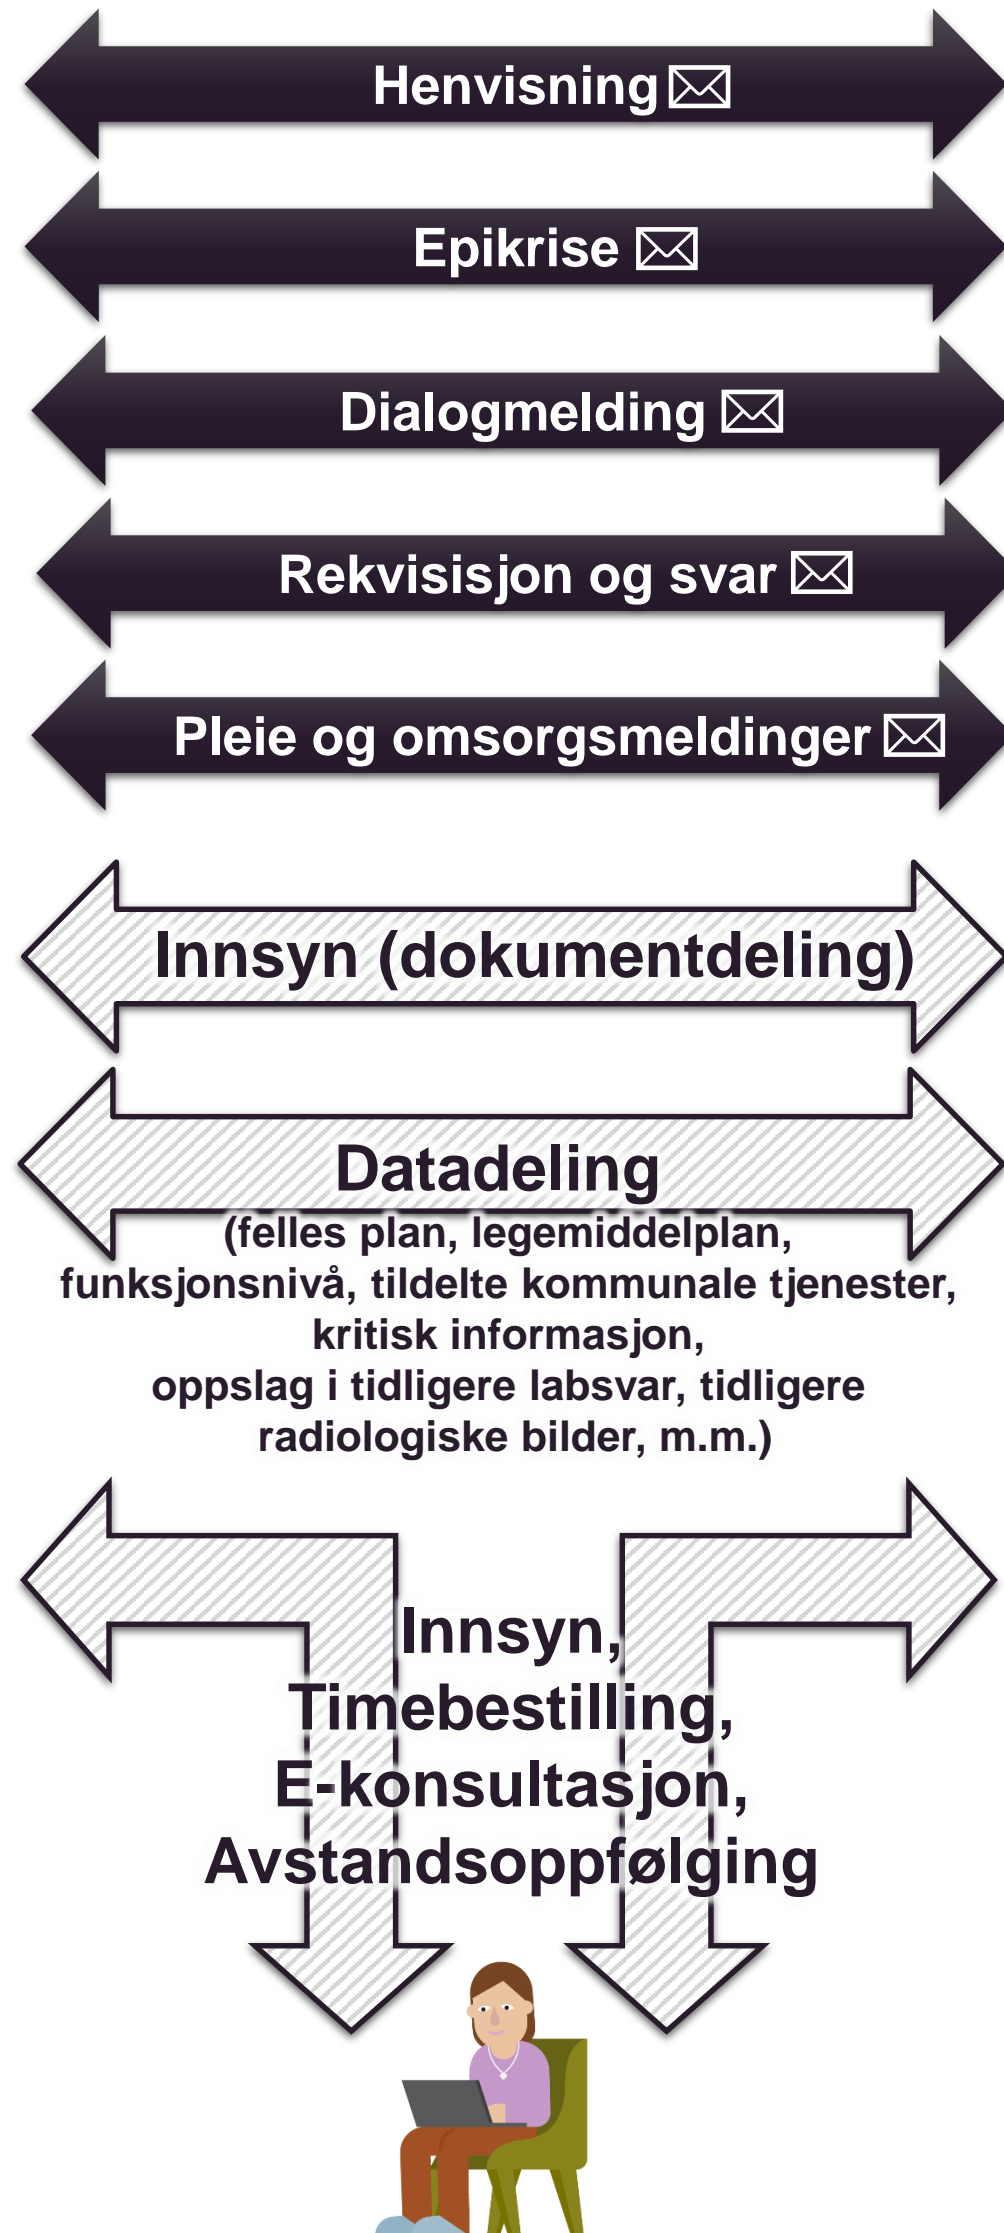 Henvisning
Epikrise
Dialogmelding
Rekvisisjon og svar
Pleie og omsorgsmeldinger
Innsyn (dokumentdeling)
Datadeling
(felles plan, legemiddelplan,
funksjonsnivå, tildelte kommunale tjenester,
kritisk informasjon,
oppslag i tidligere labsvar, tidligere
radiologiske bilder, m.m.)
Innsyn,
Timebestilling,
E-konsultasjon,
Avstandsoppfølging